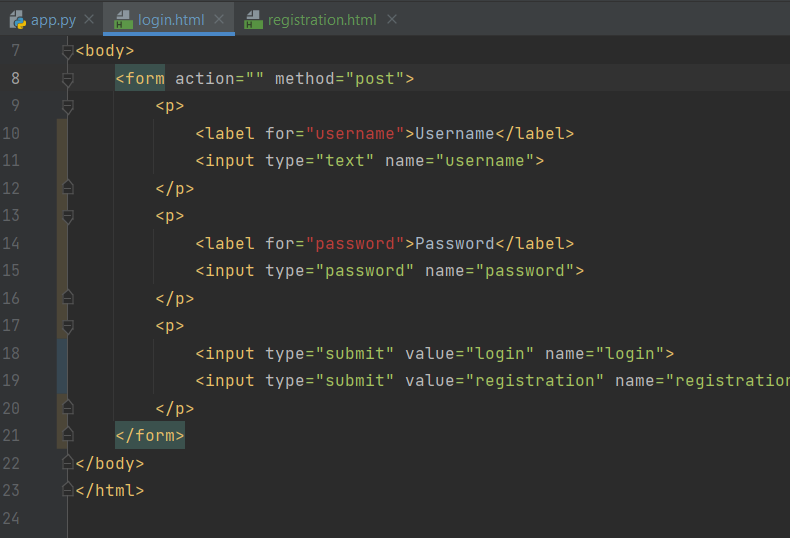 app.py login.html registration.html
7 <body>
8 <form action="" method="post">
9 <p>
10 <label for="username">Username</label>
11 <input type="text" name="username">
12 </p>
13 <p>
14 <label for="password">Password</label>
15 <input type="password" name="password">
16 </p>
17 <p>
18 <input type="submit" value="login" name="login">
19 <input type="submit" value="registration" name="registration
20 </p>
21 </form>
22 </body>
23 </html>
24